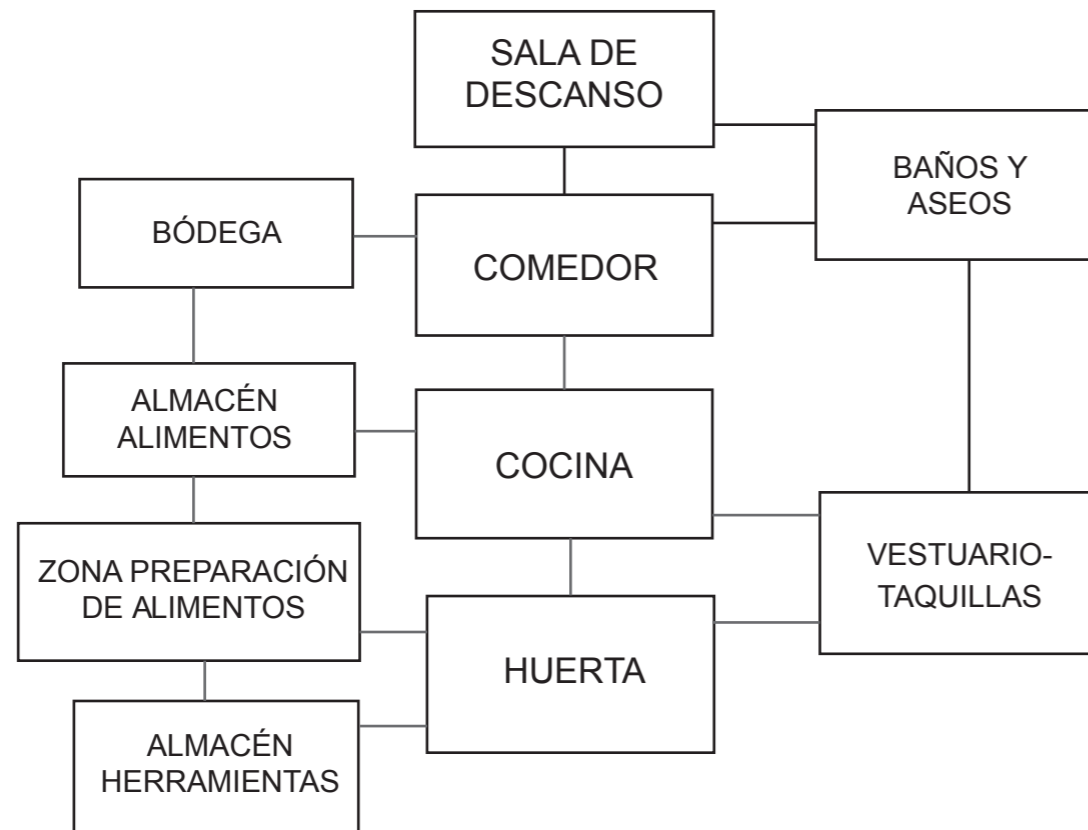 SALA DE
DESCANSO
BAÑOS Y
ASEOS
BÓDEGA
COMEDOR
ALMACÉN
ALIMENTOS
COCINA
ZONA PREPARACIÓN
DE ALIMENTOS
VESTUARIO-
TAQUILLAS
HUERTA
ALMACÉN
HERRAMIENTAS